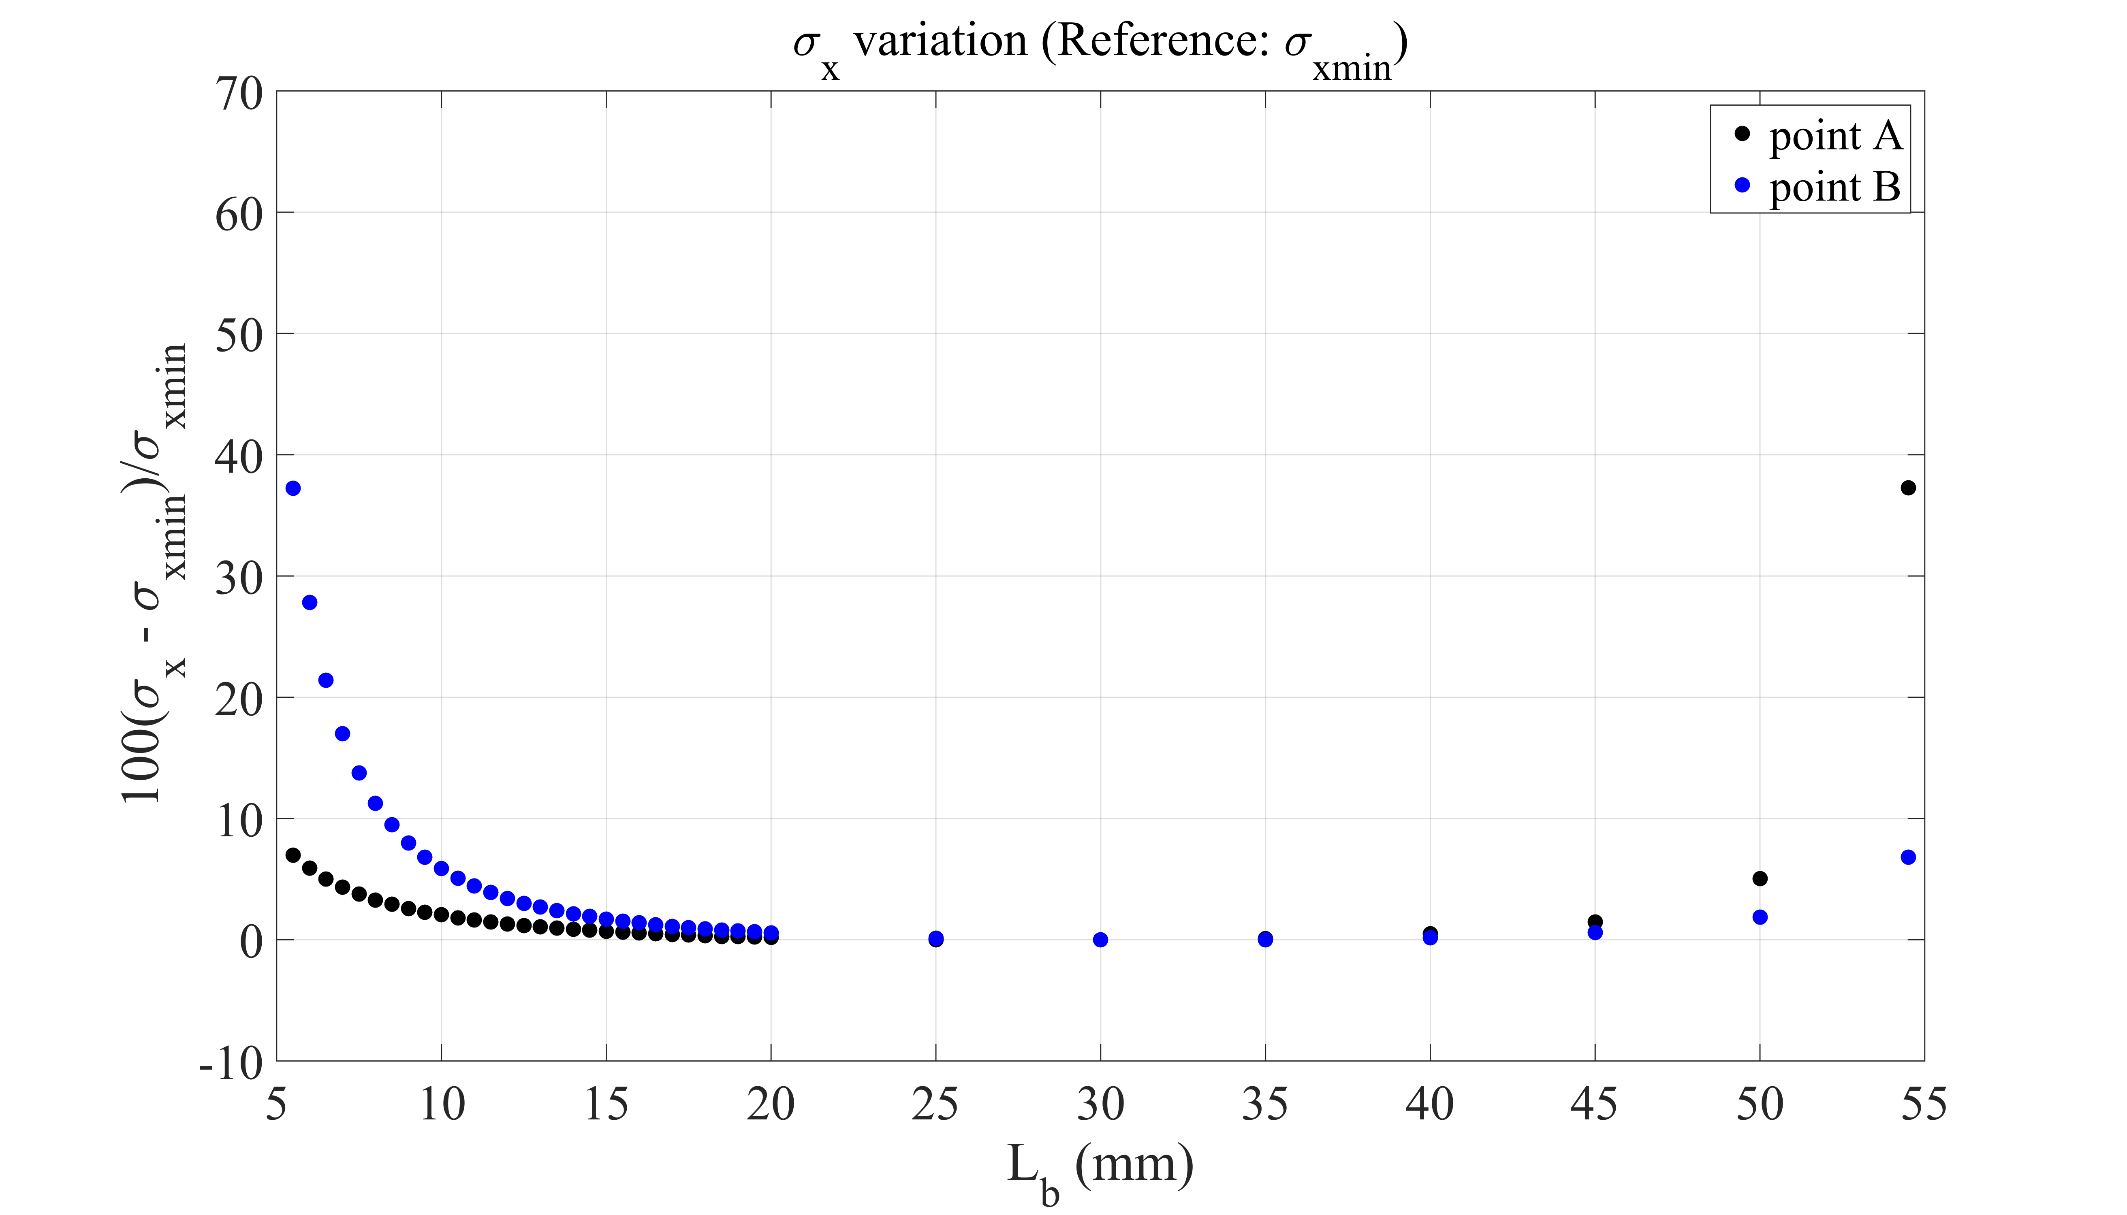 σx variation (Reference: σxmin)
70
60
50
40
30
20
10
0
-10
100(σx - σxmin)/σxmin
point A
point B
5 10 15 20 25 30 35 40 45 50 55
Lb (mm)